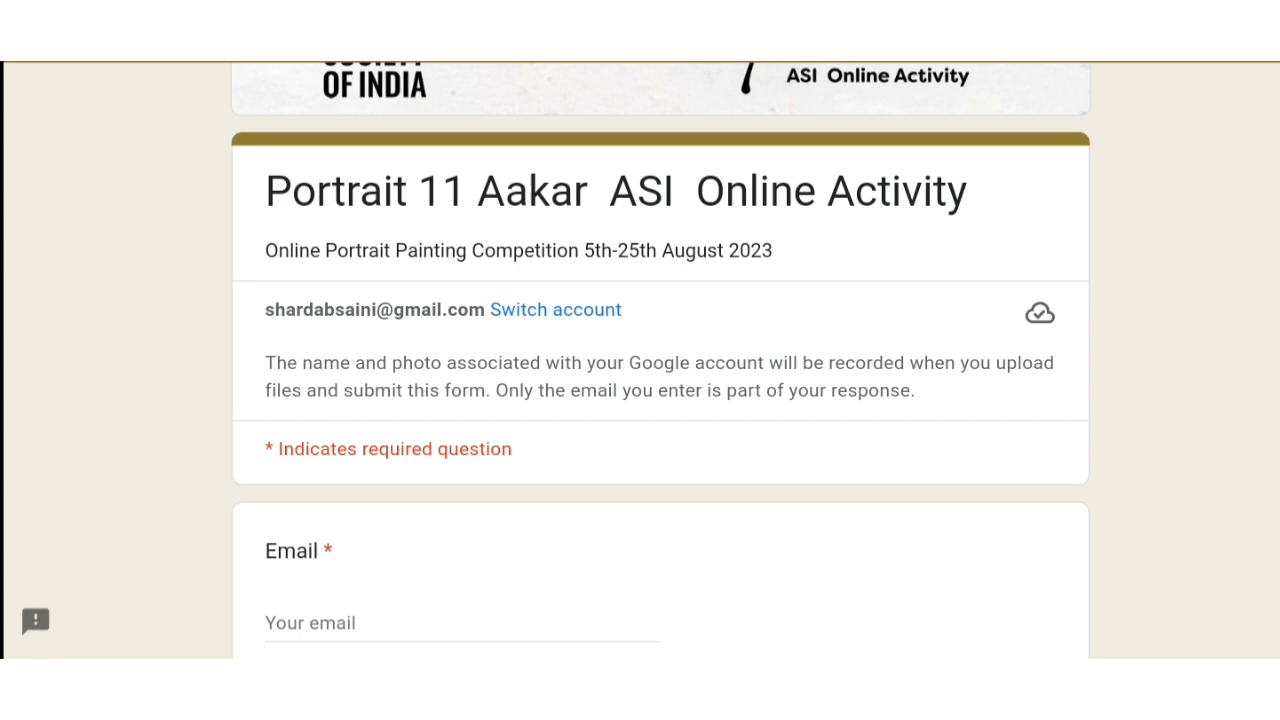 OF INDIA
ASI Online Activity
Portrait 11 Aakar ASI Online Activity
Online Portrait Painting Competition 5th-25th August 2023
shardabsaini@gmail.com Switch account
The name and photo associated with your Google account will be recorded when you upload
files and submit this form. Only the email you enter is part of your response.
* Indicates required question
Email *
Your email